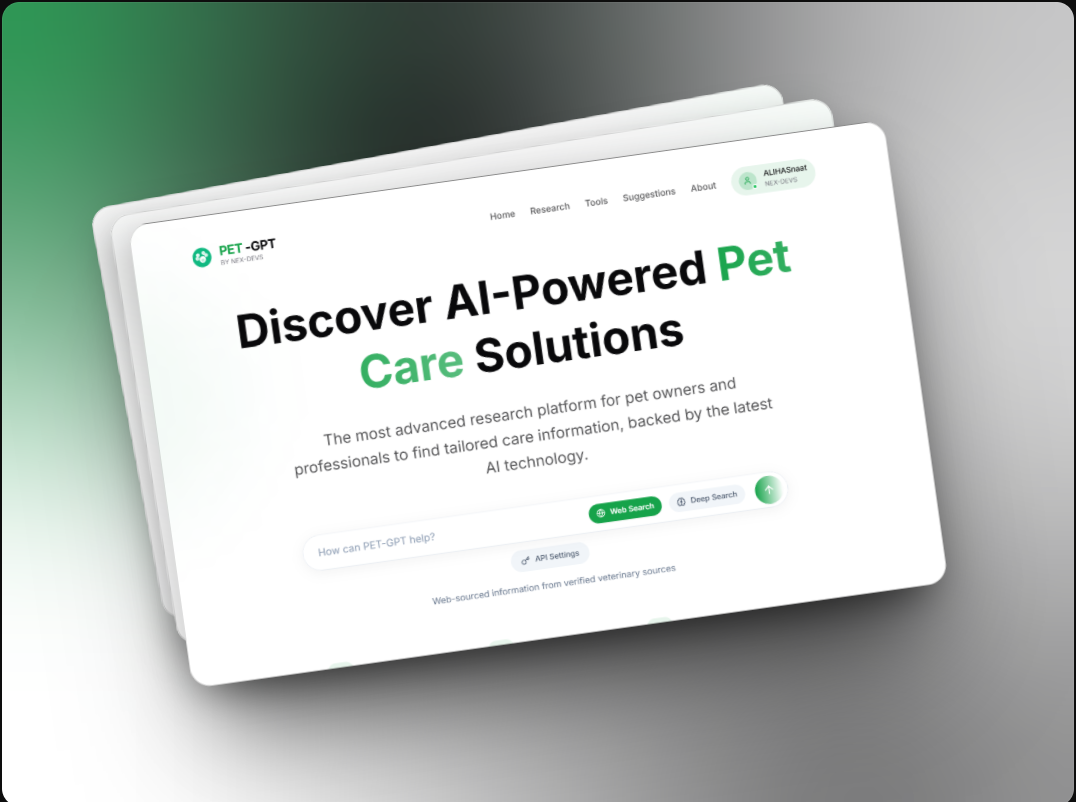 PET -GPT
BY NEX-DEVS
Home Research Tools Suggestions About
ALIHASnaat
NEX-DEVS
Discover AI-Powered Pet
Care Solutions
The most advanced research platform for pet owners and
professionals to find tailored care information, backed by the latest
AI technology.
How can PET-GPT help? Web Search Deep Search
API Settings
Web-sourced information from verified veterinary sources